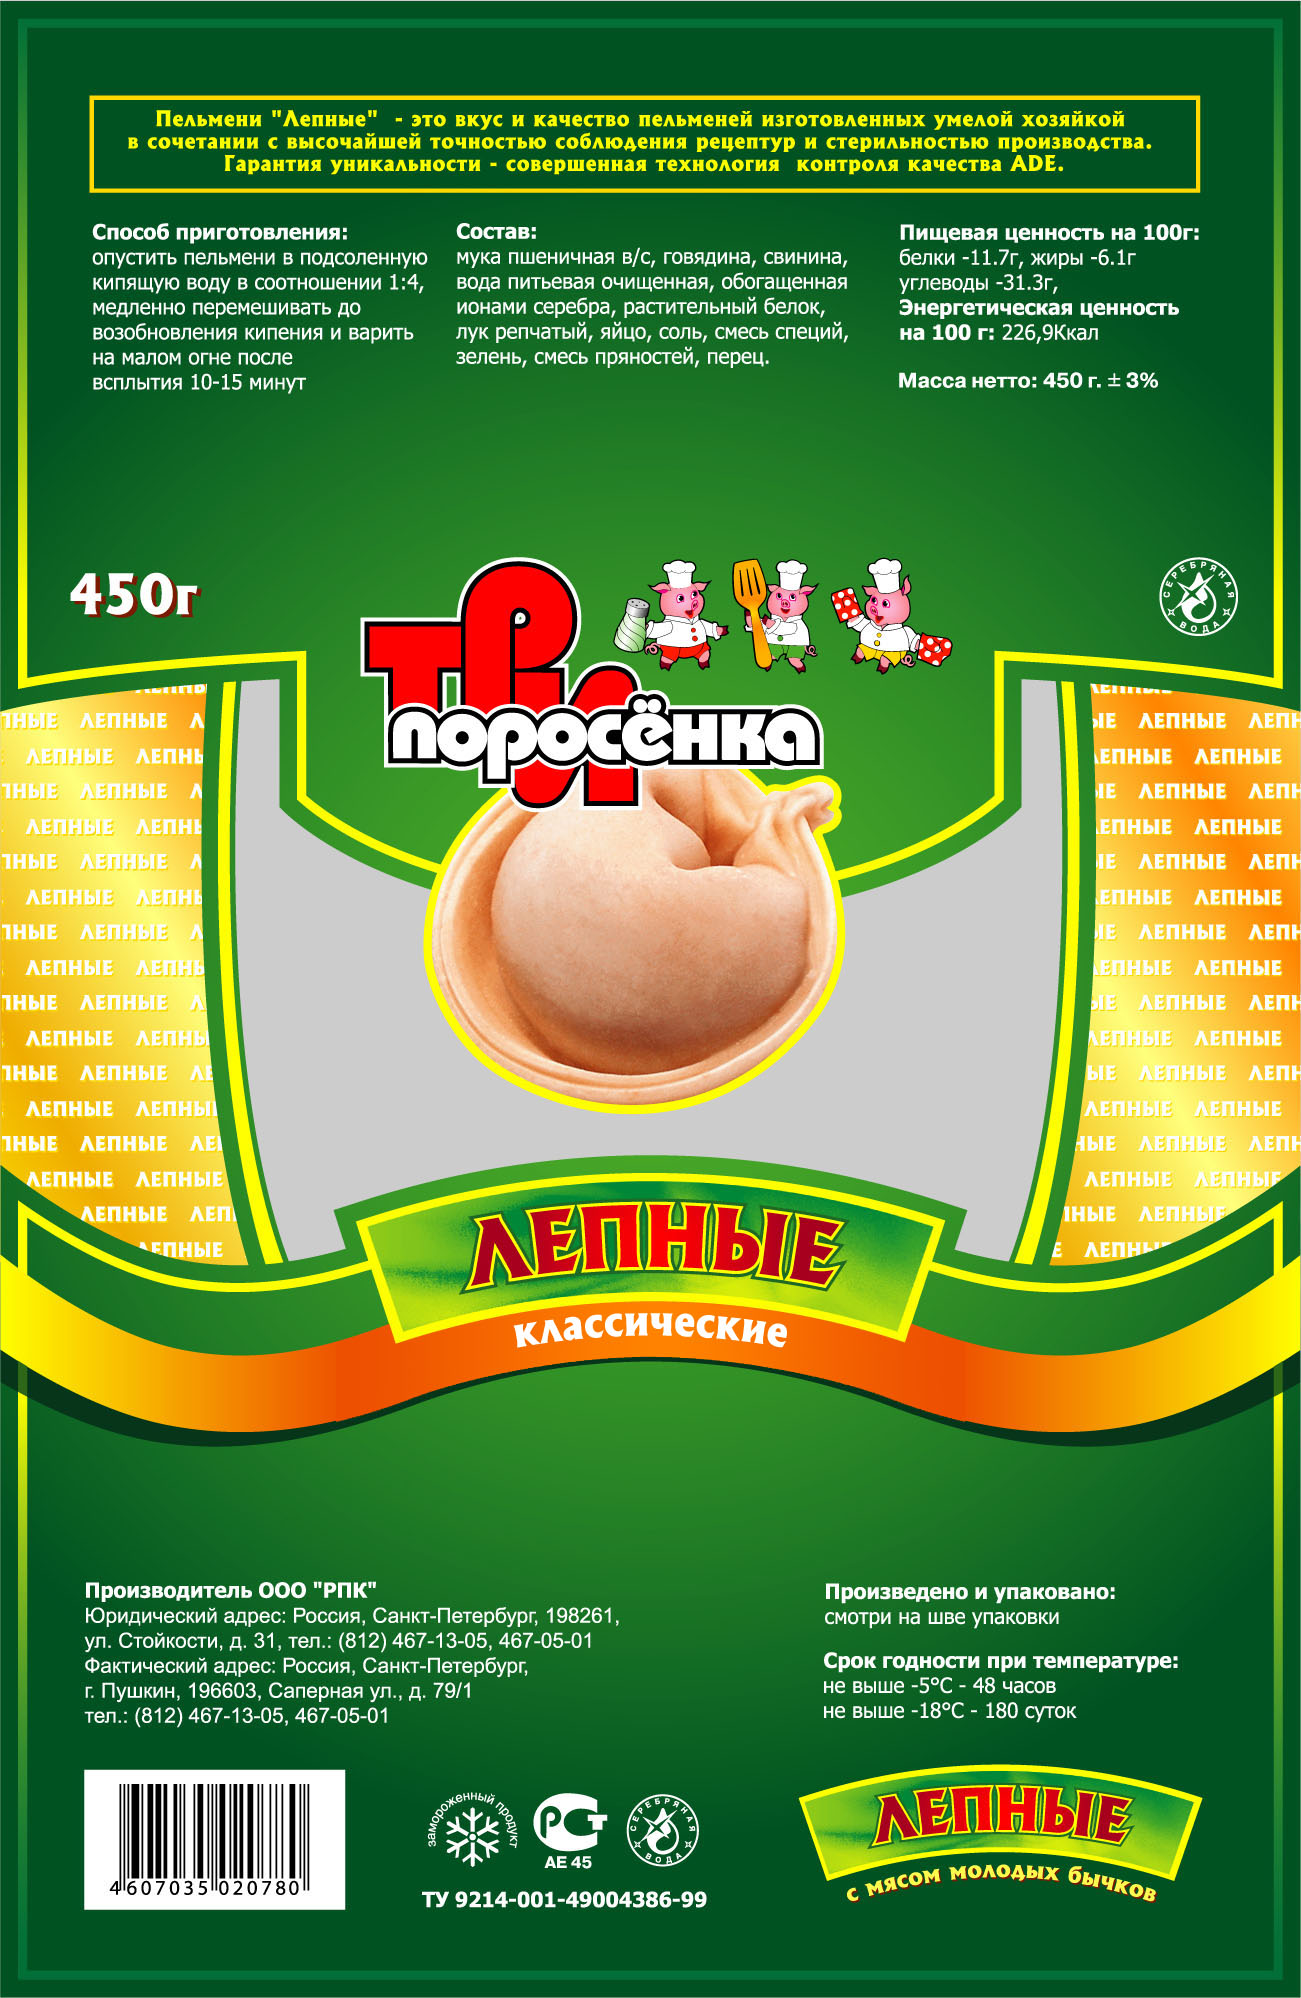 Пельмени "Лепные" - это вкус и качество пельменей изготовленных умелой хозяйкой
в сочетании с высочайшей точностью соблюдения рецептур и стерильностью производства.
Гарантия уникальности - совершенная технология контроля качества ADE.
Способ приготовления:
опустить пельмени в подсоленную
кипящую воду в соотношении 1:4,
медленно перемешивать до
возобновления кипения и варить
на малом огне после
всплытия 10-15 минут
Состав:
мука пшеничная в/с, говядина, свинина,
вода питьевая очищенная, обогащенная
ионами серебра, растительный белок,
лук репчатый, яйцо, соль, смесь специй,
зелень, смесь пряностей, перец.
Пищевая ценность на 100г:
белки -11.7г, жиры -6.1г
углеводы -31.3г,
Энергетическая ценность
на 100 г: 226,9Ккал
Масса нетто: 450 г. ± 3%
450г
СЕРЕБРЯНАЯ
ВОДА
ТРИ
поросёнка
ЛЕПНЫЕ
классические
Производитель ООО "РПК"
Юридический адрес: Россия, Санкт-Петербург, 198261,
ул. Стойкости, д. 31, тел.: (812) 467-13-05, 467-05-01
Фактический адрес: Россия, Санкт-Петербург,
г. Пушкин, 196603, Саперная ул., д. 79/1
тел.: (812) 467-13-05, 467-05-01
Произведено и упаковано:
смотри на шве упаковки
Срок годности при температуре:
не выше -5°С - 48 часов
не выше -18°С - 180 суток
4 607035 020780
замороженный продукт
РСТ
АЕ 45
СЕРЕБРЯНАЯ
ВОДА
ТУ 9214-001-49004386-99
ЛЕПНЫЕ
с мясом молодых бычков